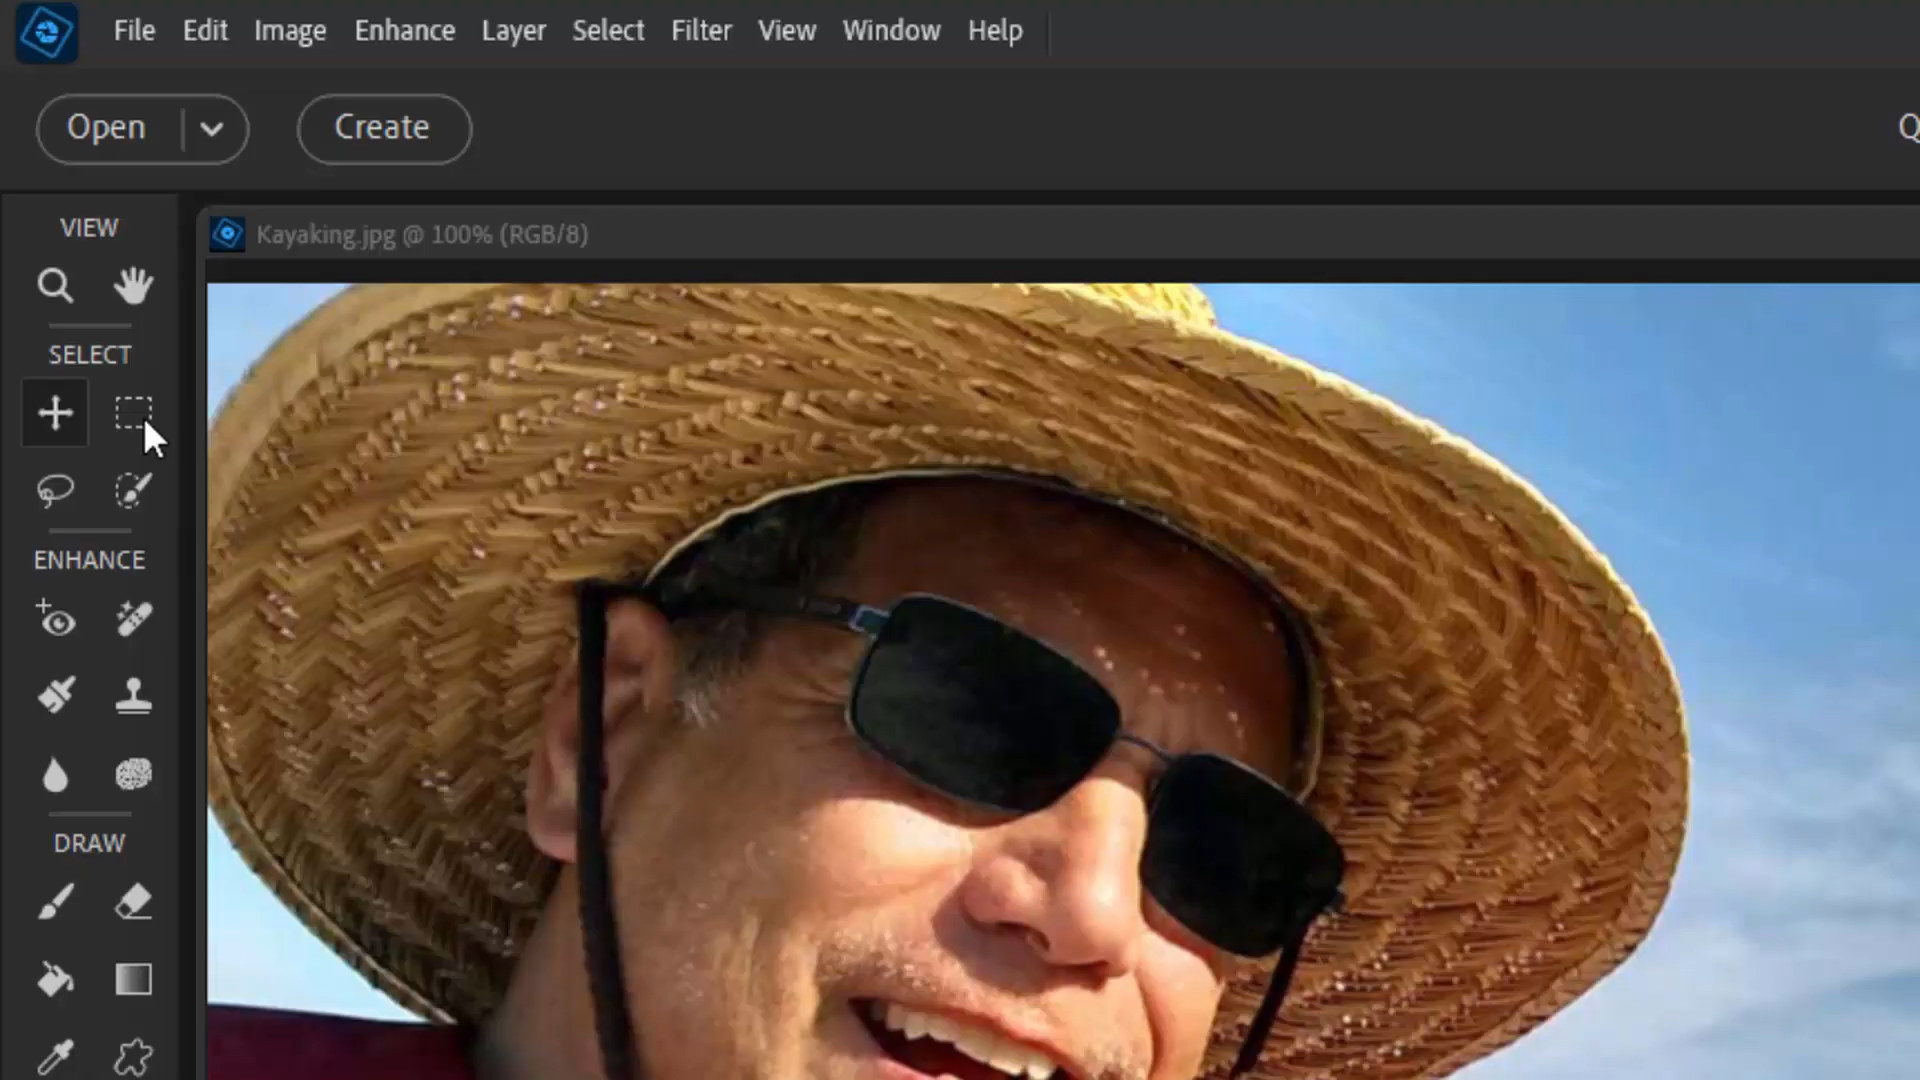 File Edit Image Enhance Layer Select Filter View Window Help
Open Create
VIEW
Kayaking.jpg @ 100% (RGB/8)
SELECT
ENHANCE
DRAW